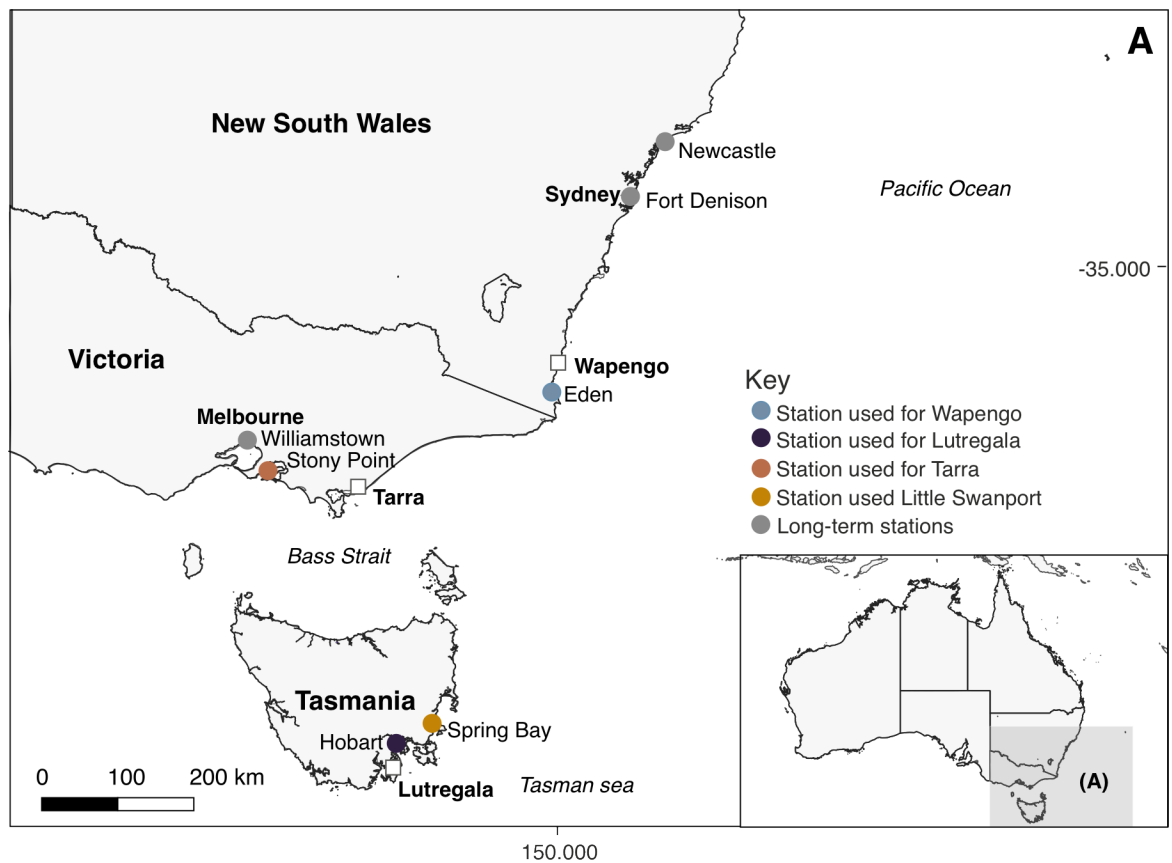 A
New South Wales
Newcastle
Sydney
Fort Denison
Pacific Ocean
-35.000
Victoria
Wapengo
Eden
Key
Station used for Wapengo
Station used for Lutregala
Station used for Tarra
Station used Little Swanport
Long-term stations
Melbourne
Williamstown
Stony Point
Tarra
Bass Strait
Tasmania
Spring Bay
Hobart
Lutregala
Tasman sea
0 100 200 km
(A)
150.000